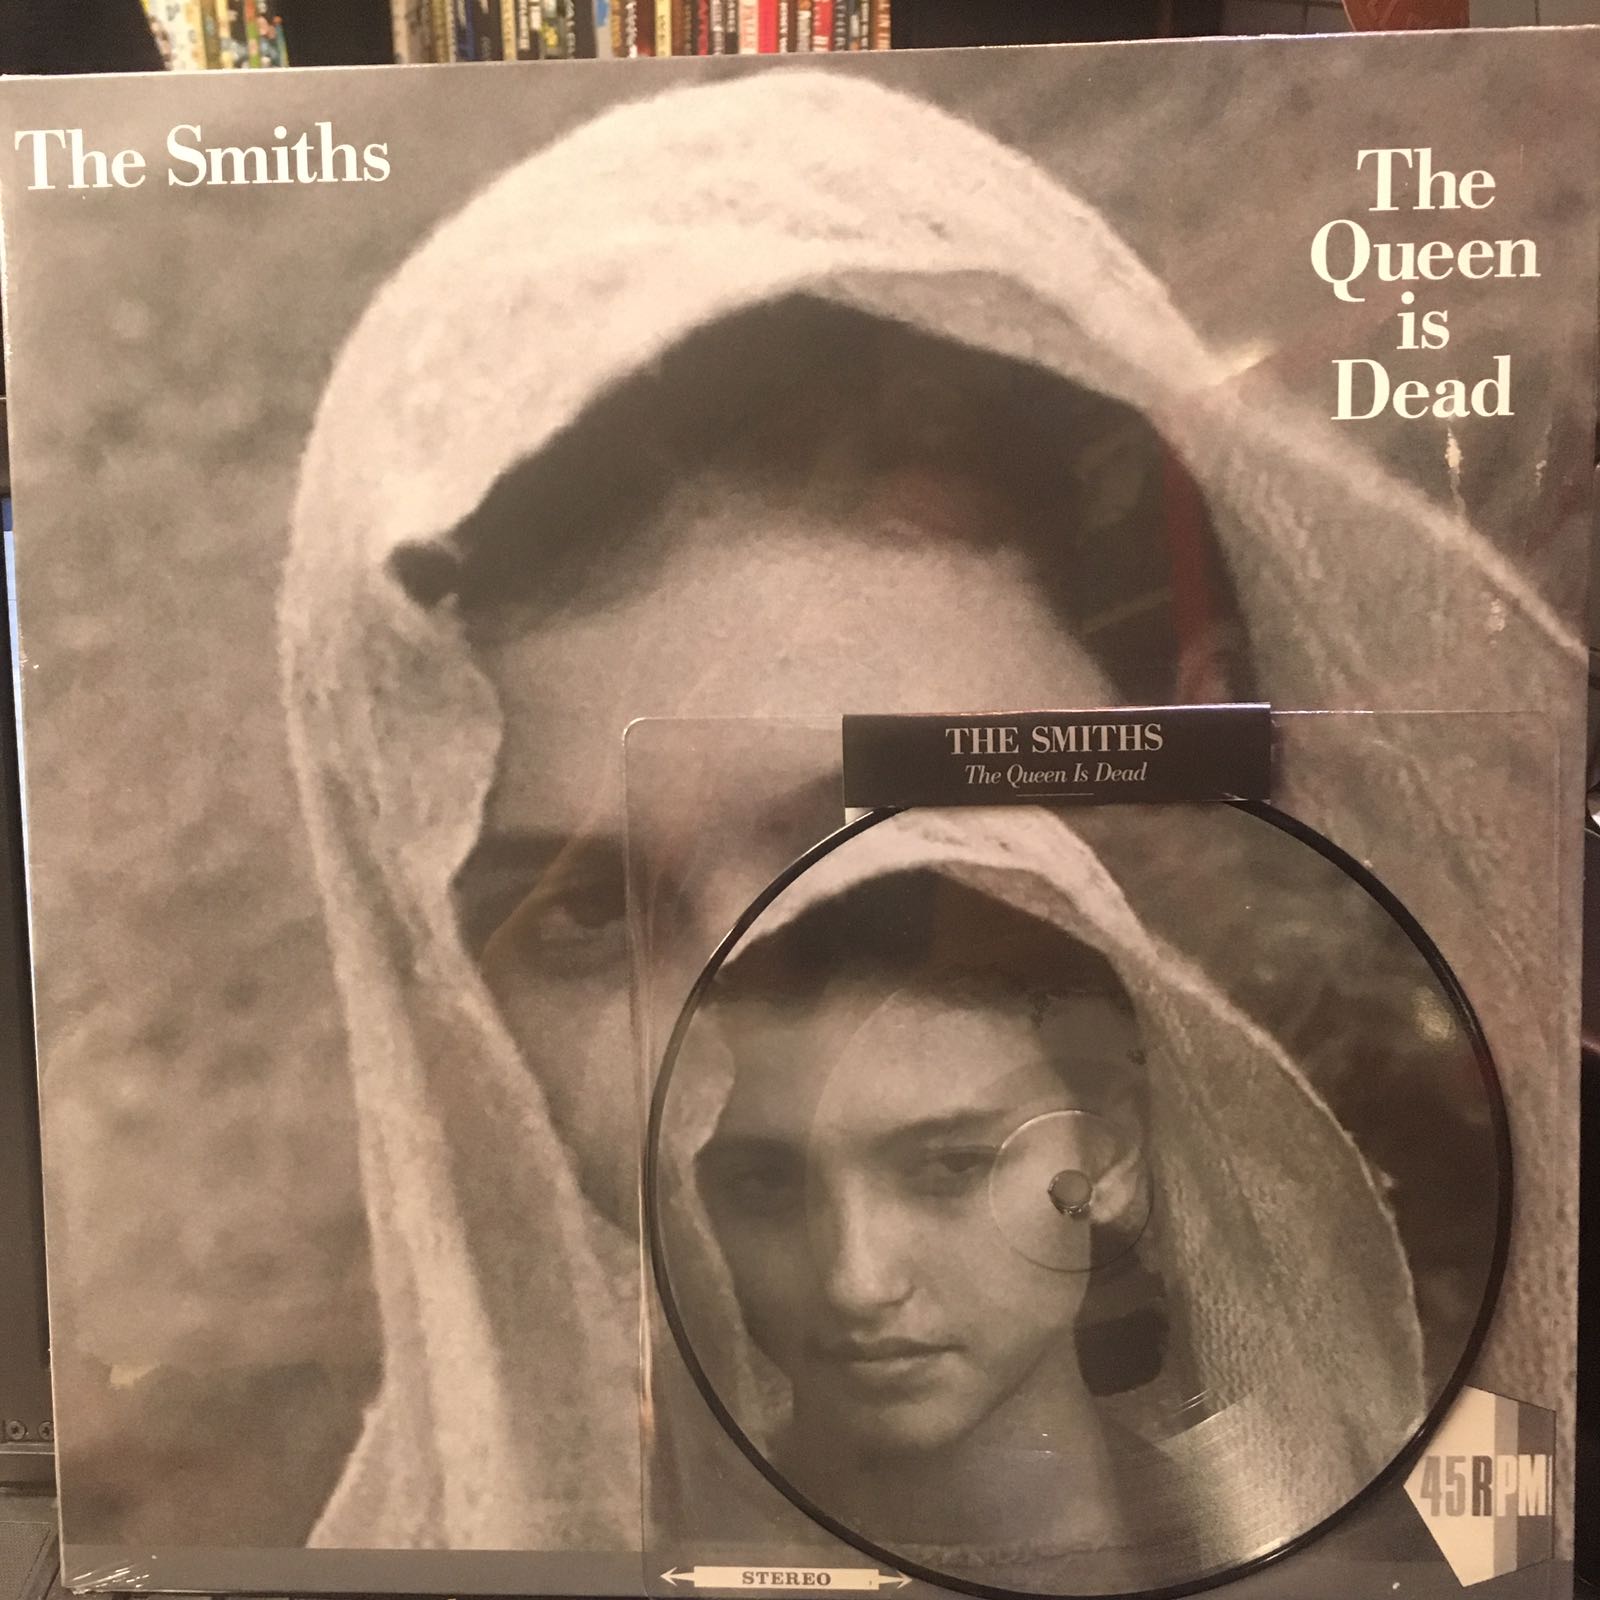 The Smiths
The
Queen
is
Dead
THE SMITHS
The Queen Is Dead
45RPM
STEREO